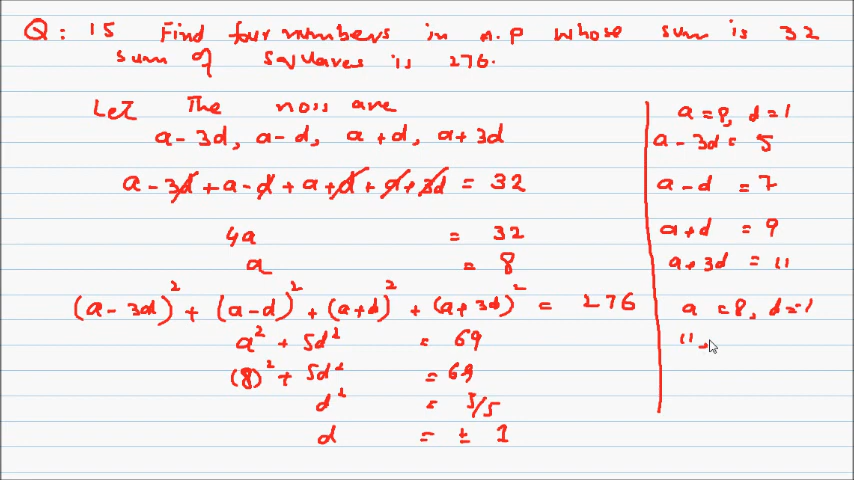 Q: 15 Find four numbers in A.P whose sum is 32
sum of squares is 276.
Let The nos are
a - 3d, a - d, a + d, a + 3d
a - 3d + a - d + a + d + a + 3d = 32
4a = 32
a = 8
(a - 3d)² + (a - d)² + (a + d)² + (a + 3d)² = 276
a² + 5d² = 69
(8)² + 5d² = 69
d² = 5/5
d = ± 1
a = 8, d = 1
a - 3d = 5
a - d = 7
a + d = 9
a + 3d = 11
a = 8, d = -1
11,